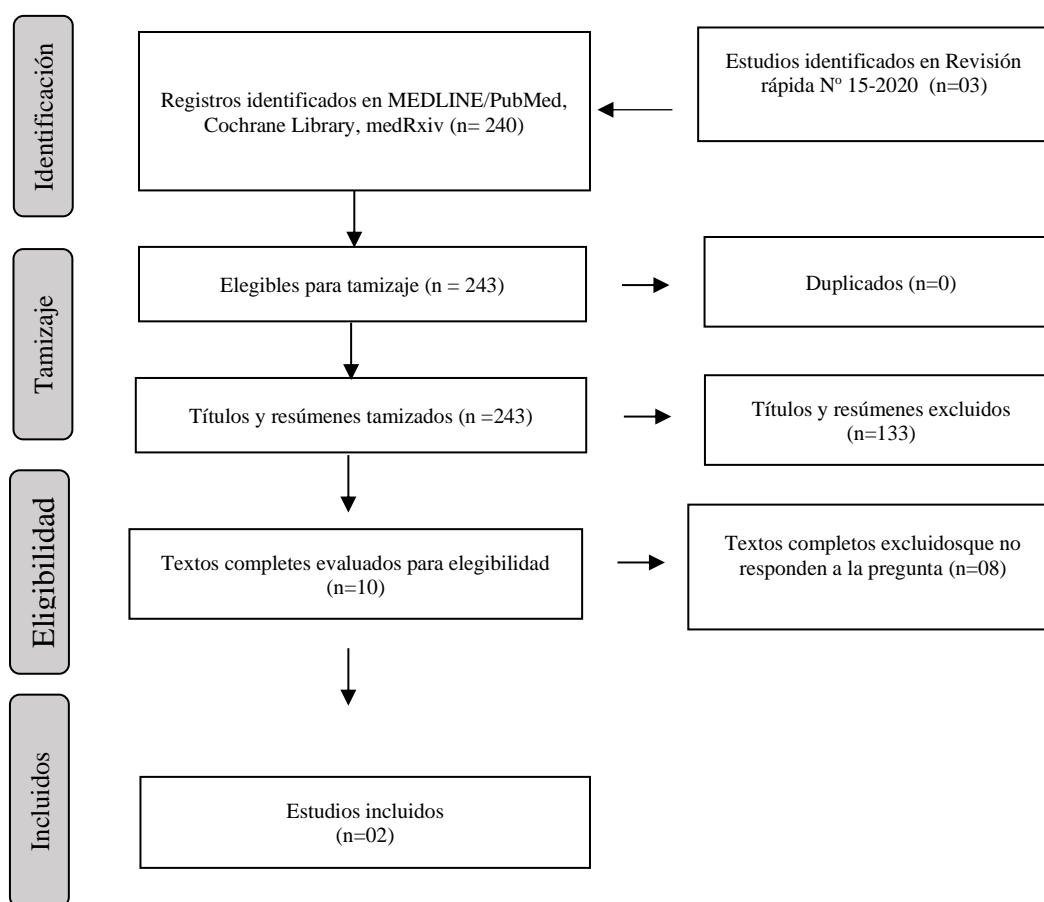 Identificación
Registros identificados en MEDLINE/PubMed,
Cochrane Library, medRxiv (n= 240)
Estudios identificados en Revisión
rápida Nº 15-2020 (n=03)
Tamizaje
Elegibles para tamizaje (n = 243)
Duplicados (n=0)
Títulos y resúmenes tamizados (n =243)
Títulos y resúmenes excluidos
(n=133)
Eligibilidad
Textos completes evaluados para elegibilidad
(n=10)
Textos completos excluidosque no
responden a la pregunta (n=08)
Incluidos
Estudios incluidos
(n=02)